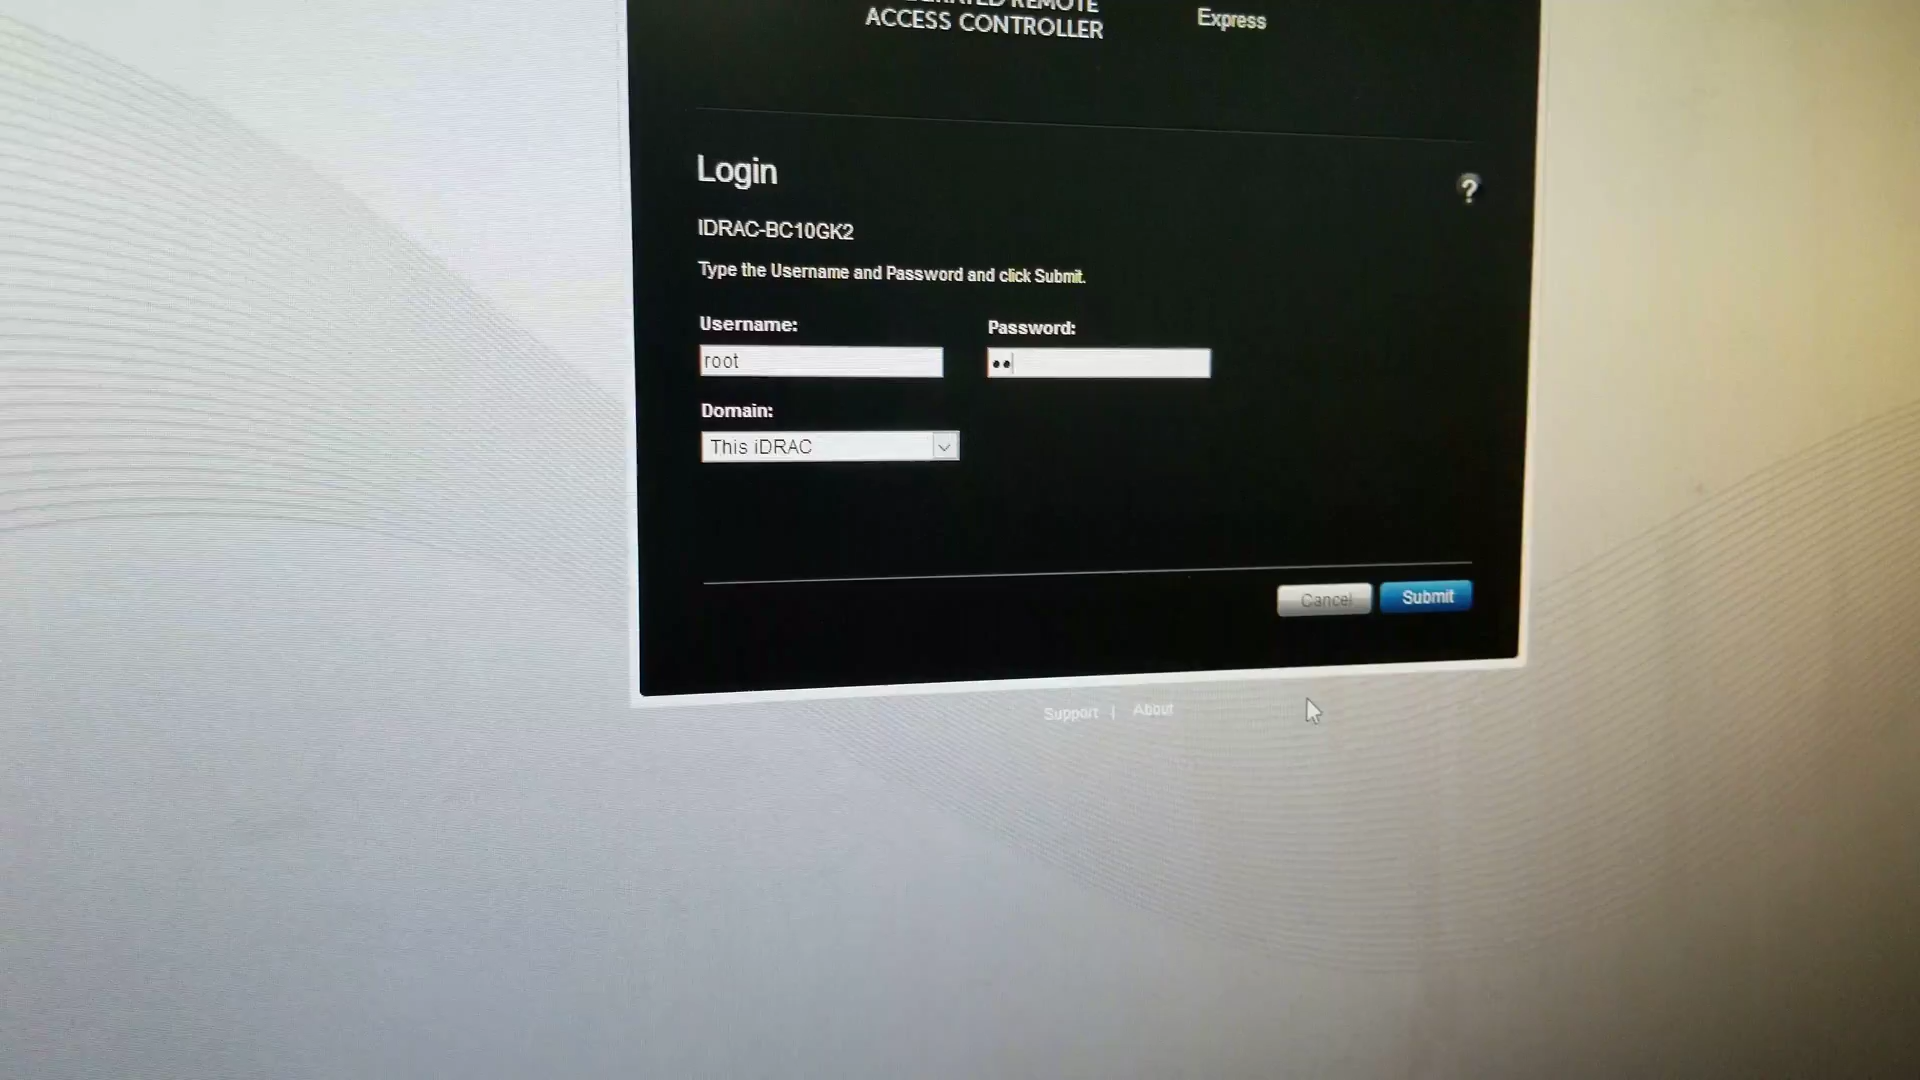 REMOTE
ACCESS CONTROLLER
Express
Login
?
IDRAC-BC10GK2
Type the Username and Password and click Submit.
Username:
Password:
root
••
Domain:
This iDRAC
Cancel
Submit
Support | About